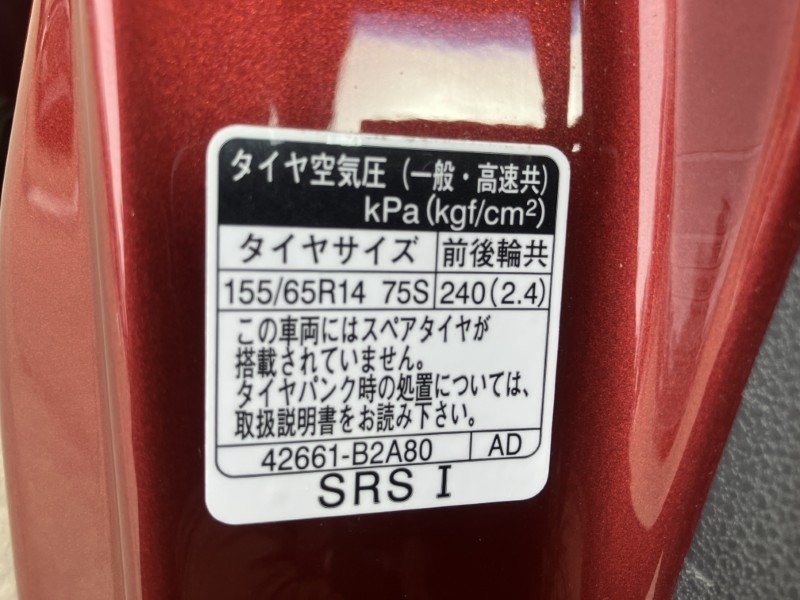 タイヤ空気圧 (一般・高速共)
kPa(kgf/cm²)
タイヤサイズ 前後輪共
155/65R14 75S 240(2.4)
この車両にはスペアタイヤが
搭載されていません。
タイヤパンク時の処置については、
取扱説明書をお読み下さい。
42661-B2A80 AD
SRS I